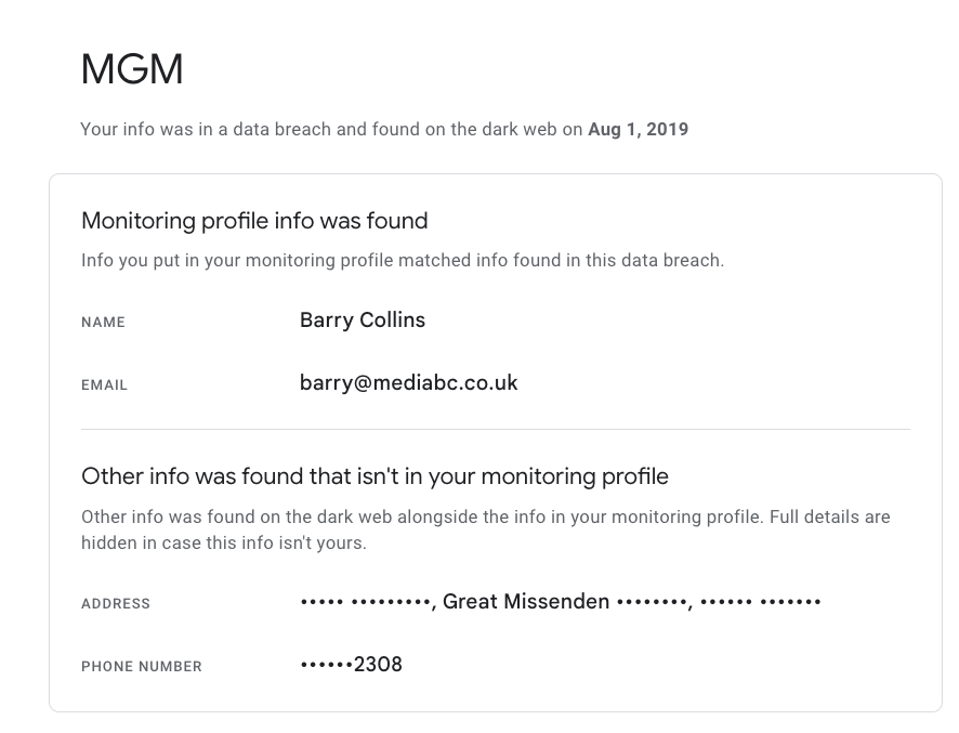 MGM
Your info was in a data breach and found on the dark web on Aug 1, 2019
Monitoring profile info was found
Info you put in your monitoring profile matched info found in this data breach.
NAME Barry Collins
EMAIL barry@mediabc.co.uk
Other info was found that isn't in your monitoring profile
Other info was found on the dark web alongside the info in your monitoring profile. Full details are
hidden in case this info isn't yours.
ADDRESS ••••• •••••••••, Great Missenden ••••••••, •••••• •••••••
PHONE NUMBER ••••••2308